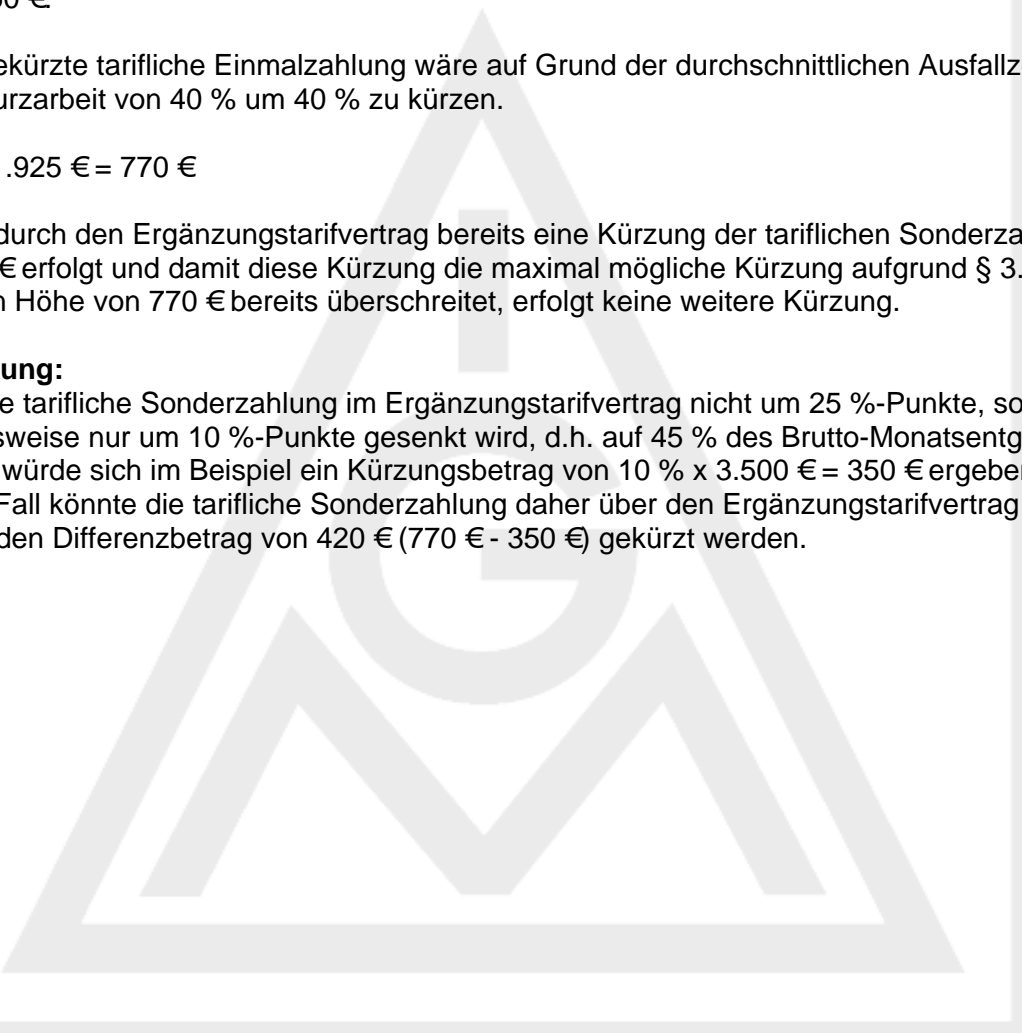 0 €.
ekürzte tarifliche Einmalzahlung wäre auf Grund der durchschnittlichen Ausfallz
urzarbeit von 40 % um 40 % zu kürzen.
.925 € = 770 €
durch den Ergänzungstarifvertrag bereits eine Kürzung der tariflichen Sonderza
€ erfolgt und damit diese Kürzung die maximal mögliche Kürzung aufgrund § 3.
n Höhe von 770 € bereits überschreitet, erfolgt keine weitere Kürzung.
ung:
e tarifliche Sonderzahlung im Ergänzungstarifvertrag nicht um 25 %-Punkte, so
sweise nur um 10 %-Punkte gesenkt wird, d.h. auf 45 % des Brutto-Monatsentg
würde sich im Beispiel ein Kürzungsbetrag von 10 % x 3.500 € = 350 € ergeben
Fall könnte die tarifliche Sonderzahlung daher über den Ergänzungstarifvertrag
den Differenzbetrag von 420 € (770 € - 350 €) gekürzt werden.
IGM